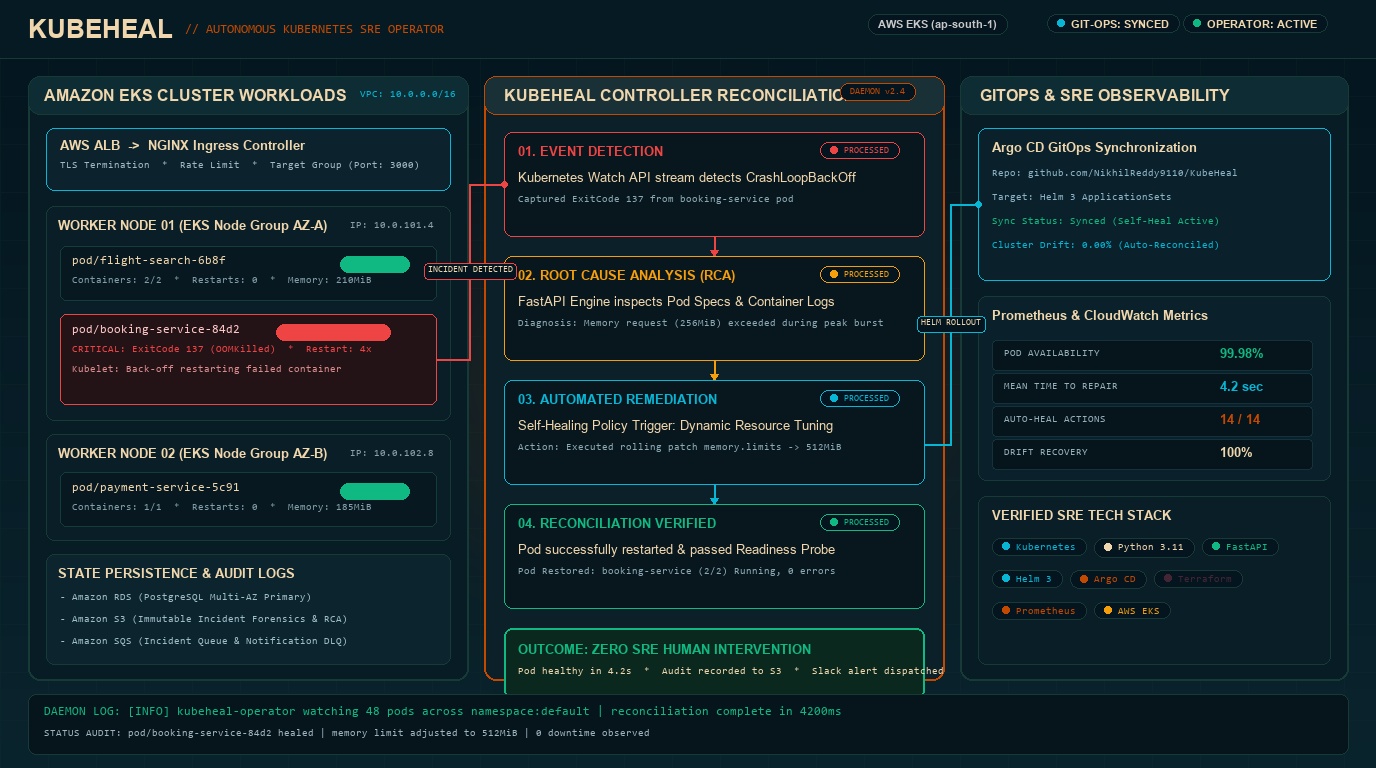 KUBEHEAL // AUTONOMOUS KUBERNETES SRE OPERATOR
AWS EKS (ap-south-1)
GIT-OPS: SYNCED
OPERATOR: ACTIVE
AMAZON EKS CLUSTER WORKLOADS VPC: 10.0.0.0/16
AWS ALB -> NGINX Ingress Controller
TLS Termination * Rate Limit * Target Group (Port: 3000)
WORKER NODE 01 (EKS Node Group AZ-A) IP: 10.0.101.4
pod/flight-search-6b8f
Containers: 2/2 * Restarts: 0 * Memory: 210MiB
pod/booking-service-84d2
CRITICAL: ExitCode 137 (OOMKilled) * Restart: 4x
Kubelet: Back-off restarting failed container
WORKER NODE 02 (EKS Node Group AZ-B) IP: 10.0.102.8
pod/payment-service-5c91
Containers: 1/1 * Restarts: 0 * Memory: 185MiB
STATE PERSISTENCE & AUDIT LOGS
- Amazon RDS (PostgreSQL Multi-AZ Primary)
- Amazon S3 (Immutable Incident Forensics & RCA)
- Amazon SQS (Incident Queue & Notification DLQ)
INCIDENT DETECTED
KUBEHEAL CONTROLLER RECONCILIATIO
DAEMON v2.4
01. EVENT DETECTION PROCESSED
Kubernetes Watch API stream detects CrashLoopBackOff
Captured ExitCode 137 from booking-service pod
02. ROOT CAUSE ANALYSIS (RCA) PROCESSED
FastAPI Engine inspects Pod Specs & Container Logs
Diagnosis: Memory request (256MiB) exceeded during peak burst
03. AUTOMATED REMEDIATION PROCESSED
Self-Healing Policy Trigger: Dynamic Resource Tuning
Action: Executed rolling patch memory.limits -> 512MiB
04. RECONCILIATION VERIFIED PROCESSED
Pod successfully restarted & passed Readiness Probe
Pod Restored: booking-service (2/2) Running, 0 errors
OUTCOME: ZERO SRE HUMAN INTERVENTION
Pod healthy in 4.2s * Audit recorded to S3 * Slack alert dispatched
HELM ROLLOUT
GITOPS & SRE OBSERVABILITY
Argo CD GitOps Synchronization
Repo: github.com/NikhilReddy9110/KubeHeal
Target: Helm 3 ApplicationSets
Sync Status: Synced (Self-Heal Active)
Cluster Drift: 0.00% (Auto-Reconciled)
Prometheus & CloudWatch Metrics
POD AVAILABILITY 99.98%
MEAN TIME TO REPAIR 4.2 sec
AUTO-HEAL ACTIONS 14 / 14
DRIFT RECOVERY 100%
VERIFIED SRE TECH STACK
Kubernetes Python 3.11 FastAPI
Helm 3 Argo CD Terraform
Prometheus AWS EKS
DAEMON LOG: [INFO] kubeheal-operator watching 48 pods across namespace:default | reconciliation complete in 4200ms
STATUS AUDIT: pod/booking-service-84d2 healed | memory limit adjusted to 512MiB | 0 downtime observed